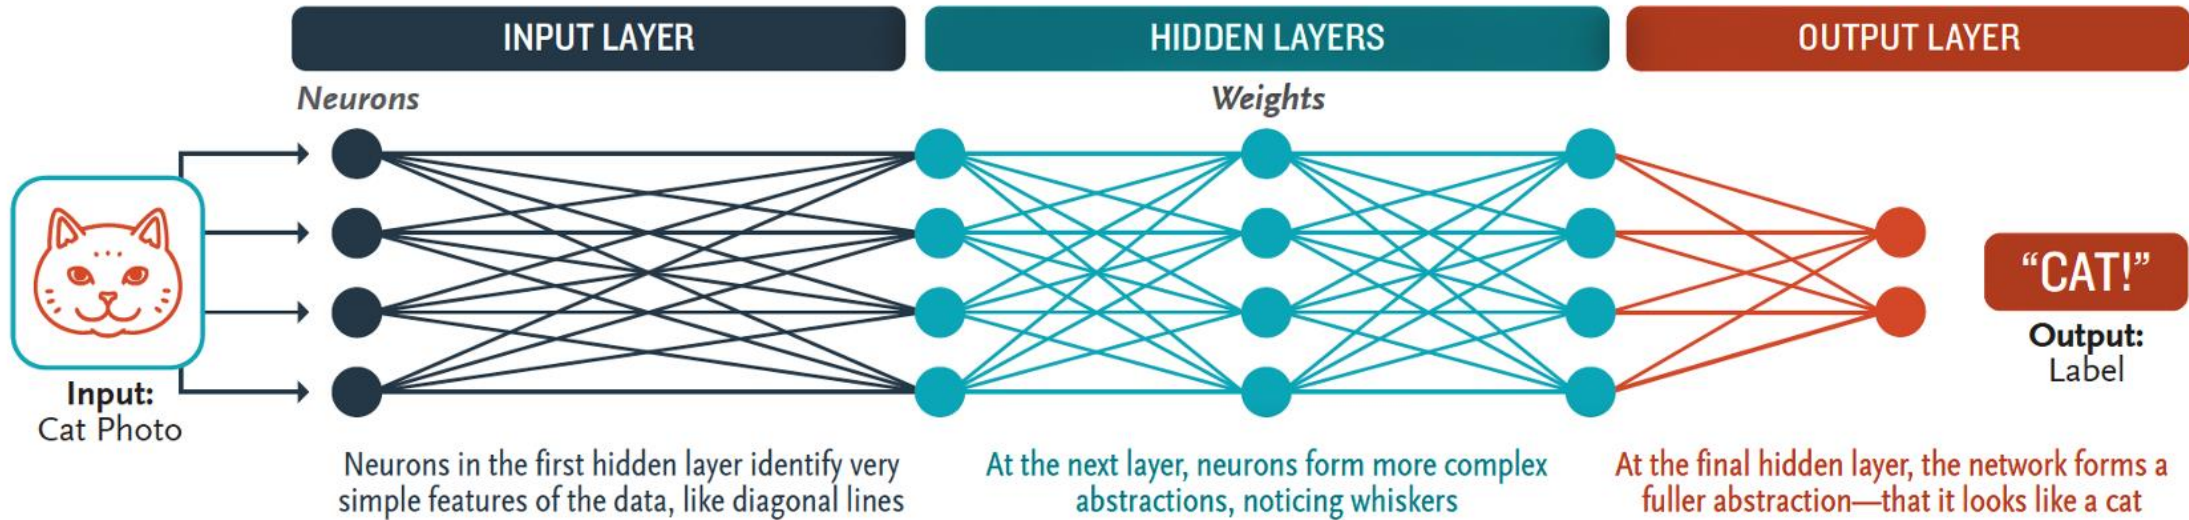 INPUT LAYER
HIDDEN LAYERS
OUTPUT LAYER
Neurons
Weights
Input:
Cat Photo
“CAT!”
Output:
Label
Neurons in the first hidden layer identify very
simple features of the data, like diagonal lines
At the next layer, neurons form more complex
abstractions, noticing whiskers
At the final hidden layer, the network forms a
fuller abstraction—that it looks like a cat